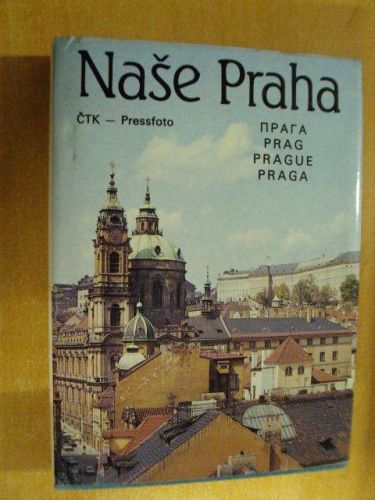 Naše Praha
ČTK – Pressfoto
ПРАГА
PRAG
PRAGUE
PRAGA